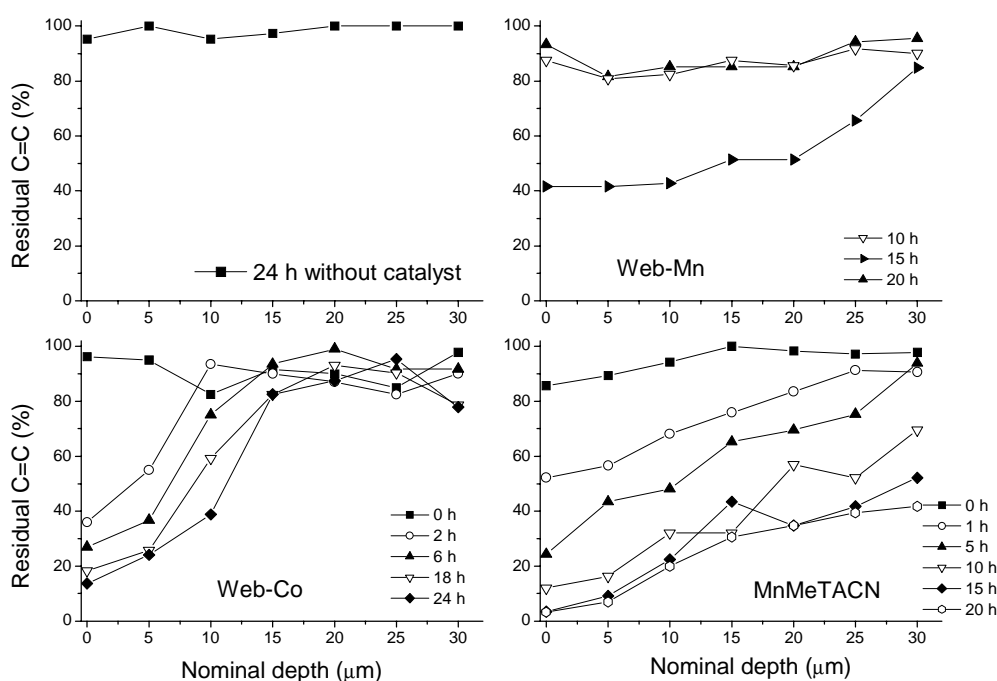 Residual C=C (%)
100
80
60
40
20
0
24 h without catalyst
0 5 10 15 20 25 30
100
80
60
40
20
0
10 h
15 h
20 h
Web-Mn
0 5 10 15 20 25 30
Residual C=C (%)
100
80
60
40
20
0
0 h
2 h
6 h
18 h
24 h
Web-Co
0 5 10 15 20 25 30
Nominal depth (μm)
100
80
60
40
20
0
0 h
1 h
5 h
10 h
15 h
20 h
MnMeTACN
0 5 10 15 20 25 30
Nominal depth (μm)